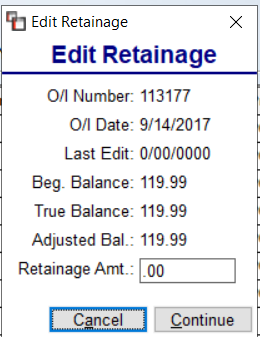 Edit Retainage
Edit Retainage
O/I Number: 113177
O/I Date: 9/14/2017
Last Edit: 0/00/0000
Beg. Balance: 119.99
True Balance: 119.99
Adjusted Bal.: 119.99
Retainage Amt.: .00
Cancel Continue